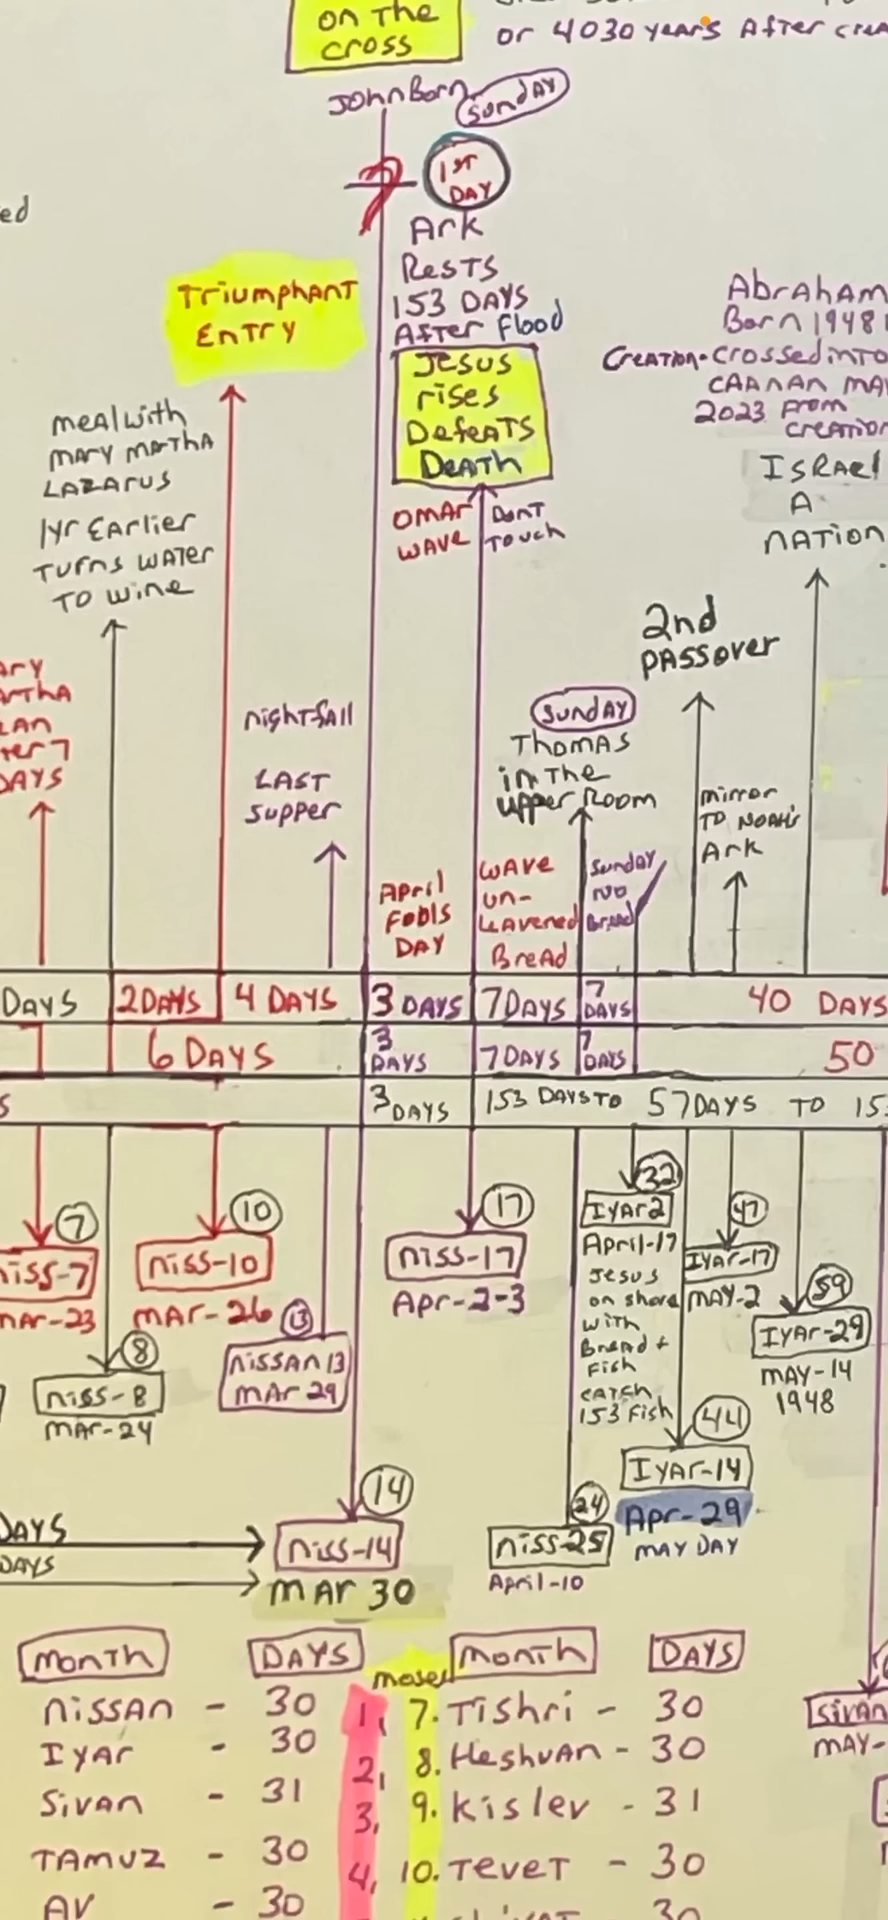 on The
cross
or 4030 years After
John Born
Sunday
1st
DAY
ed
Ark
Rests
153 DAYS
After Flood
Triumphant
Entry
Jesus
rises
Defeats
Death
Abraham
Born 1948
Creation-crossed into
CAANAN MAY
2023 From
creation
ISRAel
A
NATION
meal with
MARY MARTHA
LAZARUS
1yr Earlier
Turns WATER
TO wine
OMAr
WAVE
DONT
Touch
2nd
PASSover
nightfall
LAST
Supper
Sunday
Thomas
in The
upper Room
mirror
TO NOAH's
Ark
DAYS
April
Fools
DAY
WAVE
un-
leavened
Bread
Sunday
NO
Bread
DAYS
2DAYS
4 DAYS
3 DAYS
7DAYS
7
DAYS
40 DAYS
6 DAYS
3
DAYS
7DAYS
7
DAYS
50
3
DAYS
153 DAYS TO
57DAYS TO 15
7
niss-7
MAR-23
8
niss-8
MAR-24
10
niss-10
MAR-26
13
nissan 13
MAR 29
17
niss-17
Apr-2-3
32
Iyar 2
April-17
Jesus
on shore
with
Bread +
Fish
CATCH
153 Fish
47
Iyar-17
MAY-2
59
Iyar-29
MAY-14
1948
44
Iyar-14
Apr-29
MAY DAY
14
niss-14
MAR 30
24
niss-25
April-10
DAYS
DAYS
Month DAYS
moses
Month DAYS
Nissan - 30 1, 7. Tishri - 30
Iyar - 30 2, 8. Heshvan - 30
Sivan - 31 3, 9. Kislev - 31
TAMUZ - 30 4, 10. Tevet - 30
AV - 30
30
Sivan
MAY-